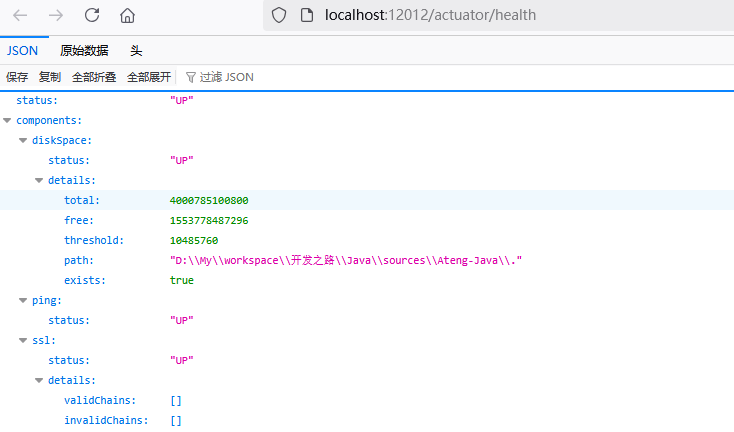 localhost:12012/actuator/health
JSON 原始数据 头
保存 复制 全部折叠 全部展开 过滤 JSON
status: "UP"
components:
diskSpace:
status: "UP"
details:
total: 4000785100800
free: 1553778487296
threshold: 10485760
path: "D:\\My\\workspace\\开发之路\\Java\\sources\\Ateng-Java\\."
exists: true
ping:
status: "UP"
ssl:
status: "UP"
details:
validChains: []
invalidChains: []